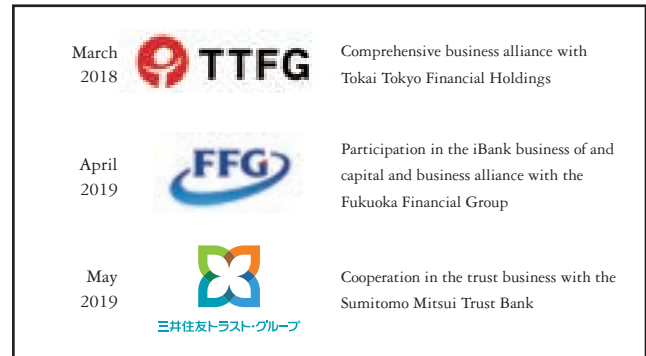 March
2018
TTFG
Comprehensive business alliance with
Tokai Tokyo Financial Holdings
April
2019
FFG
Participation in the iBank business of and
capital and business alliance with the
Fukuoka Financial Group
May
2019
三井住友トラスト・グループ
Cooperation in the trust business with the
Sumitomo Mitsui Trust Bank